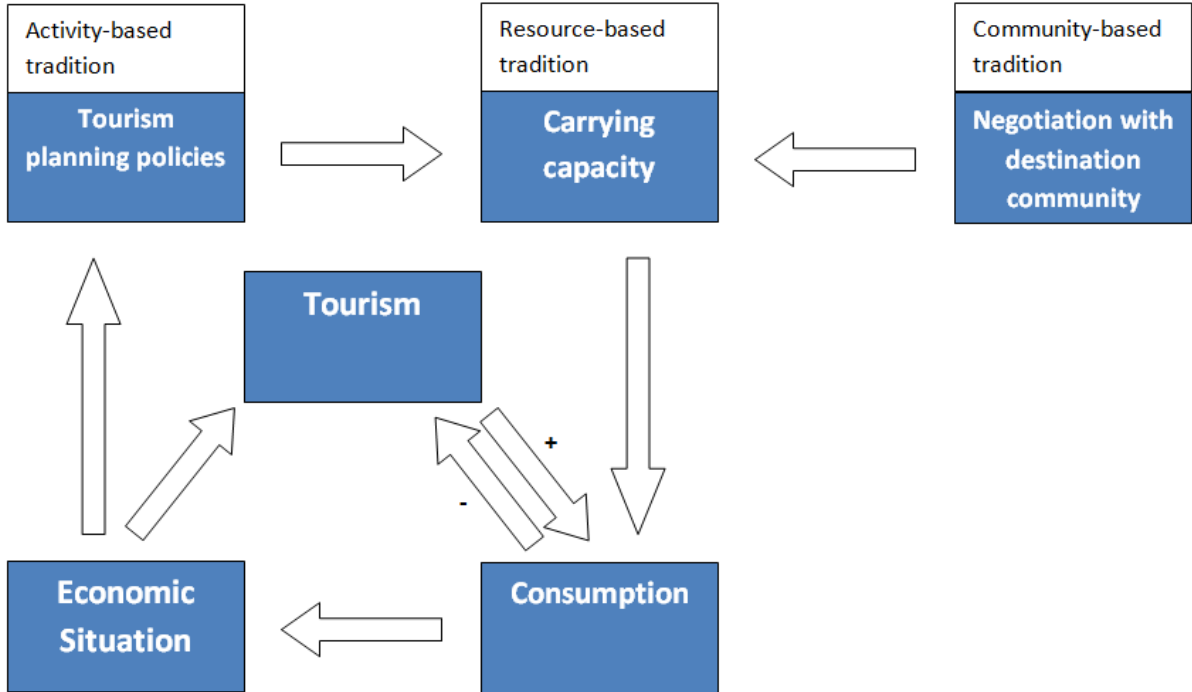 Activity-based
tradition
Tourism
planning policies
Resource-based
tradition
Carrying
capacity
Community-based
tradition
Negotiation with
destination
community
Tourism
+
-
Economic
Situation
Consumption